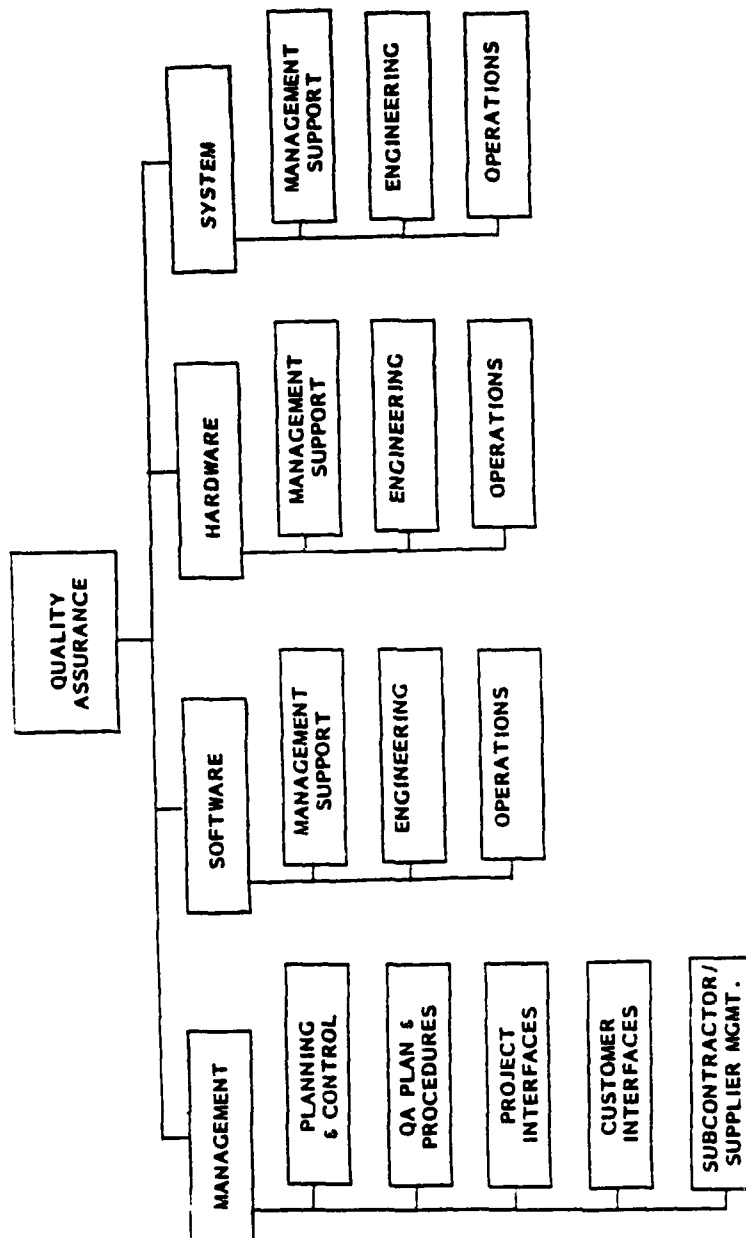 QUALITY
ASSURANCE
MANAGEMENT
PLANNING
& CONTROL
QA PLAN &
PROCEDURES
PROJECT
INTERFACES
CUSTOMER
INTERFACES
SUBCONTRACTOR/
SUPPLIER MGMT.
SOFTWARE
MANAGEMENT
SUPPORT
ENGINEERING
OPERATIONS
HARDWARE
MANAGEMENT
SUPPORT
ENGINEERING
OPERATIONS
SYSTEM
MANAGEMENT
SUPPORT
ENGINEERING
OPERATIONS